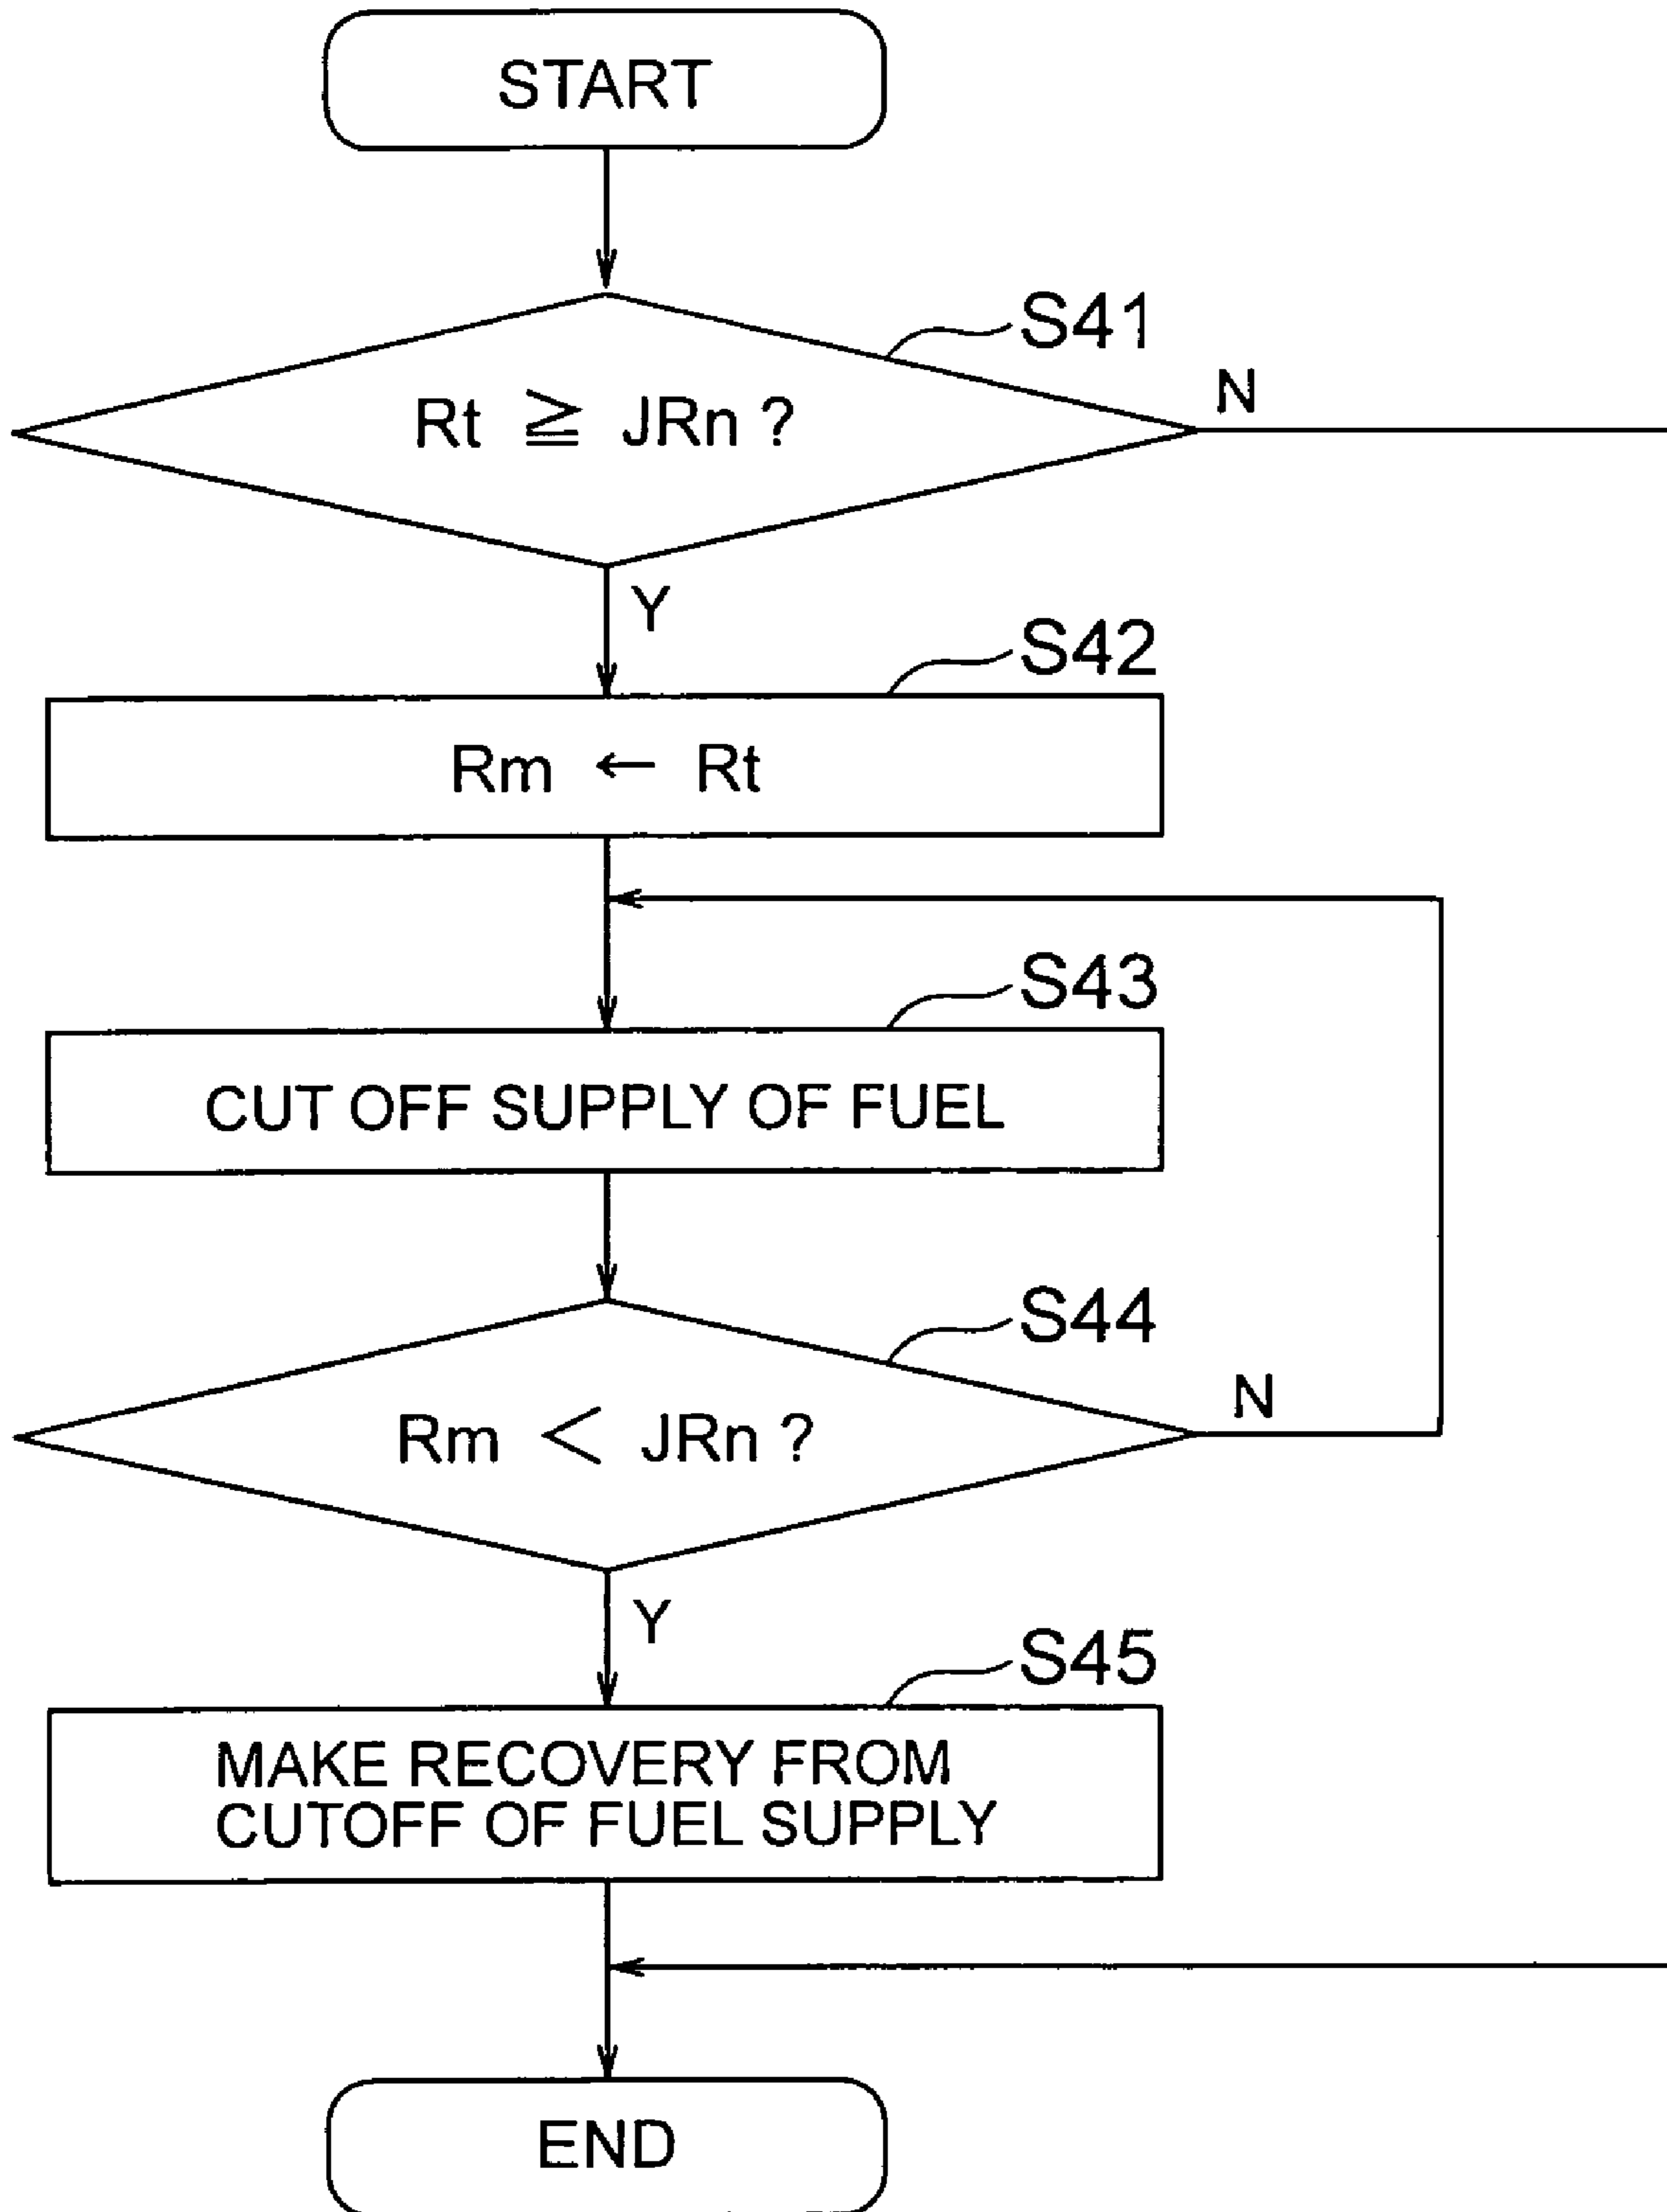 START
S41
Rt ≧ JRn ?
N
Y
S42
Rm ← Rt
S43
CUT OFF SUPPLY OF FUEL
S44
Rm < JRn ?
N
Y
S45
MAKE RECOVERY FROM
CUTOFF OF FUEL SUPPLY
END